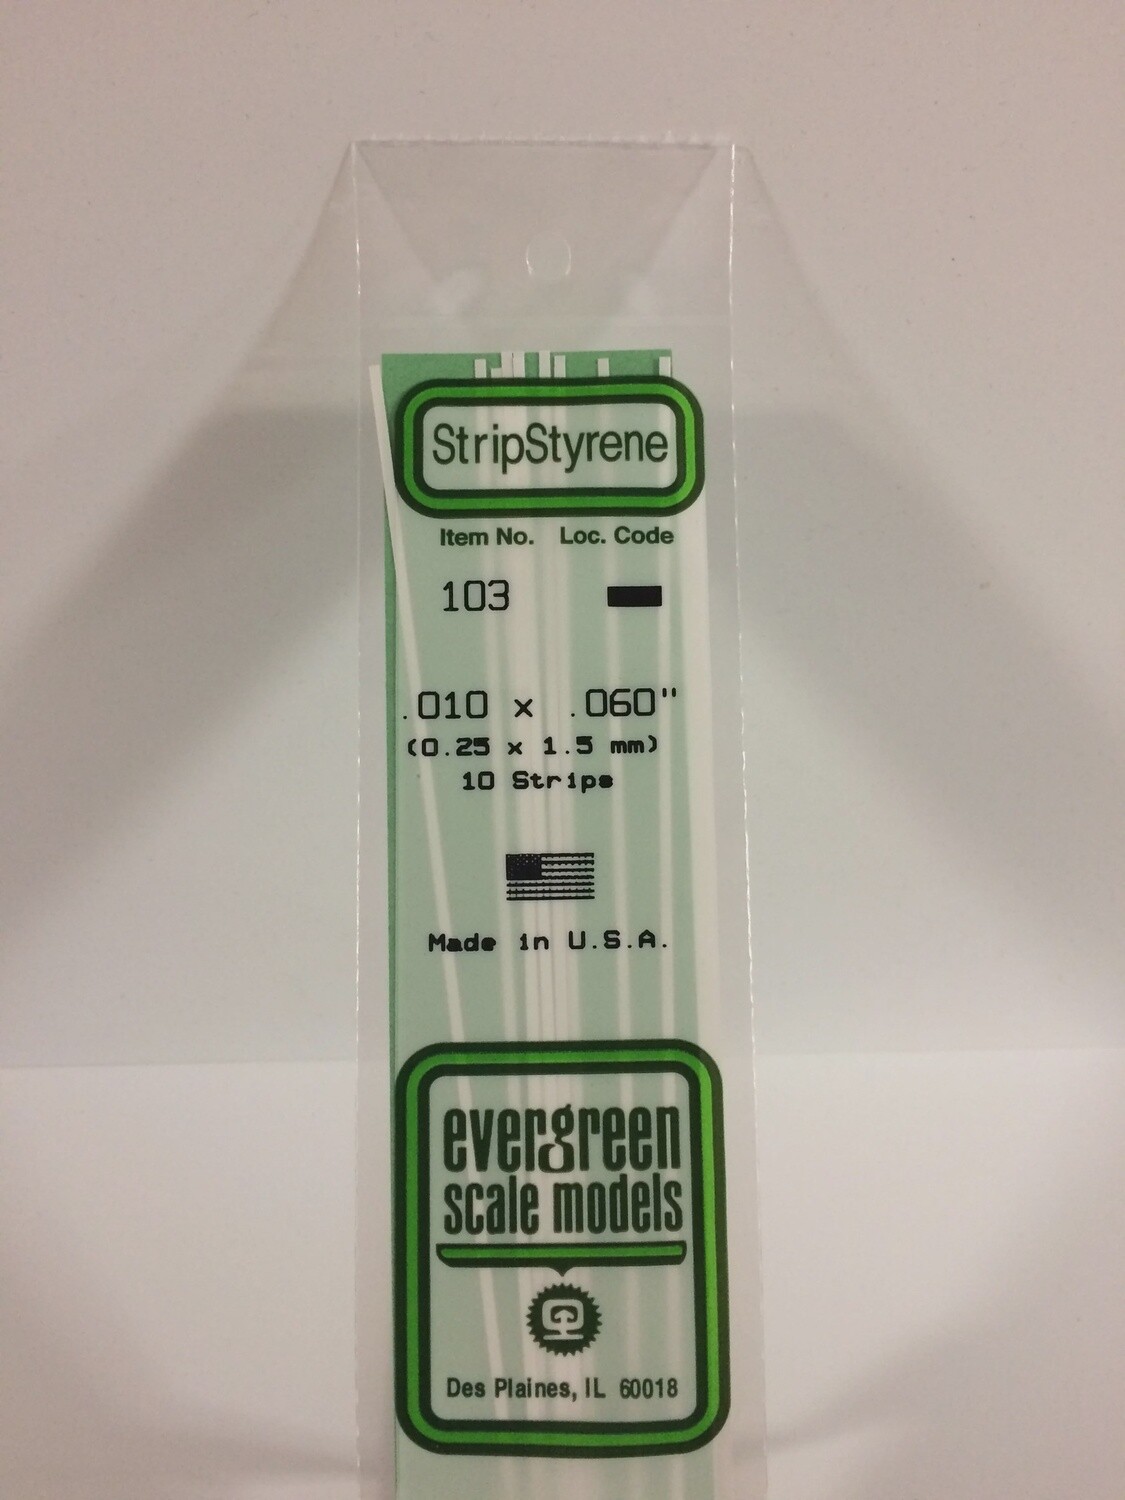 StripStyrene
Item No. Loc. Code
103
.010 x .060"
(0.25 x 1.5 mm)
10 Strips
Made in U.S.A.
evergreen
scale models
Des Plaines, IL 60018